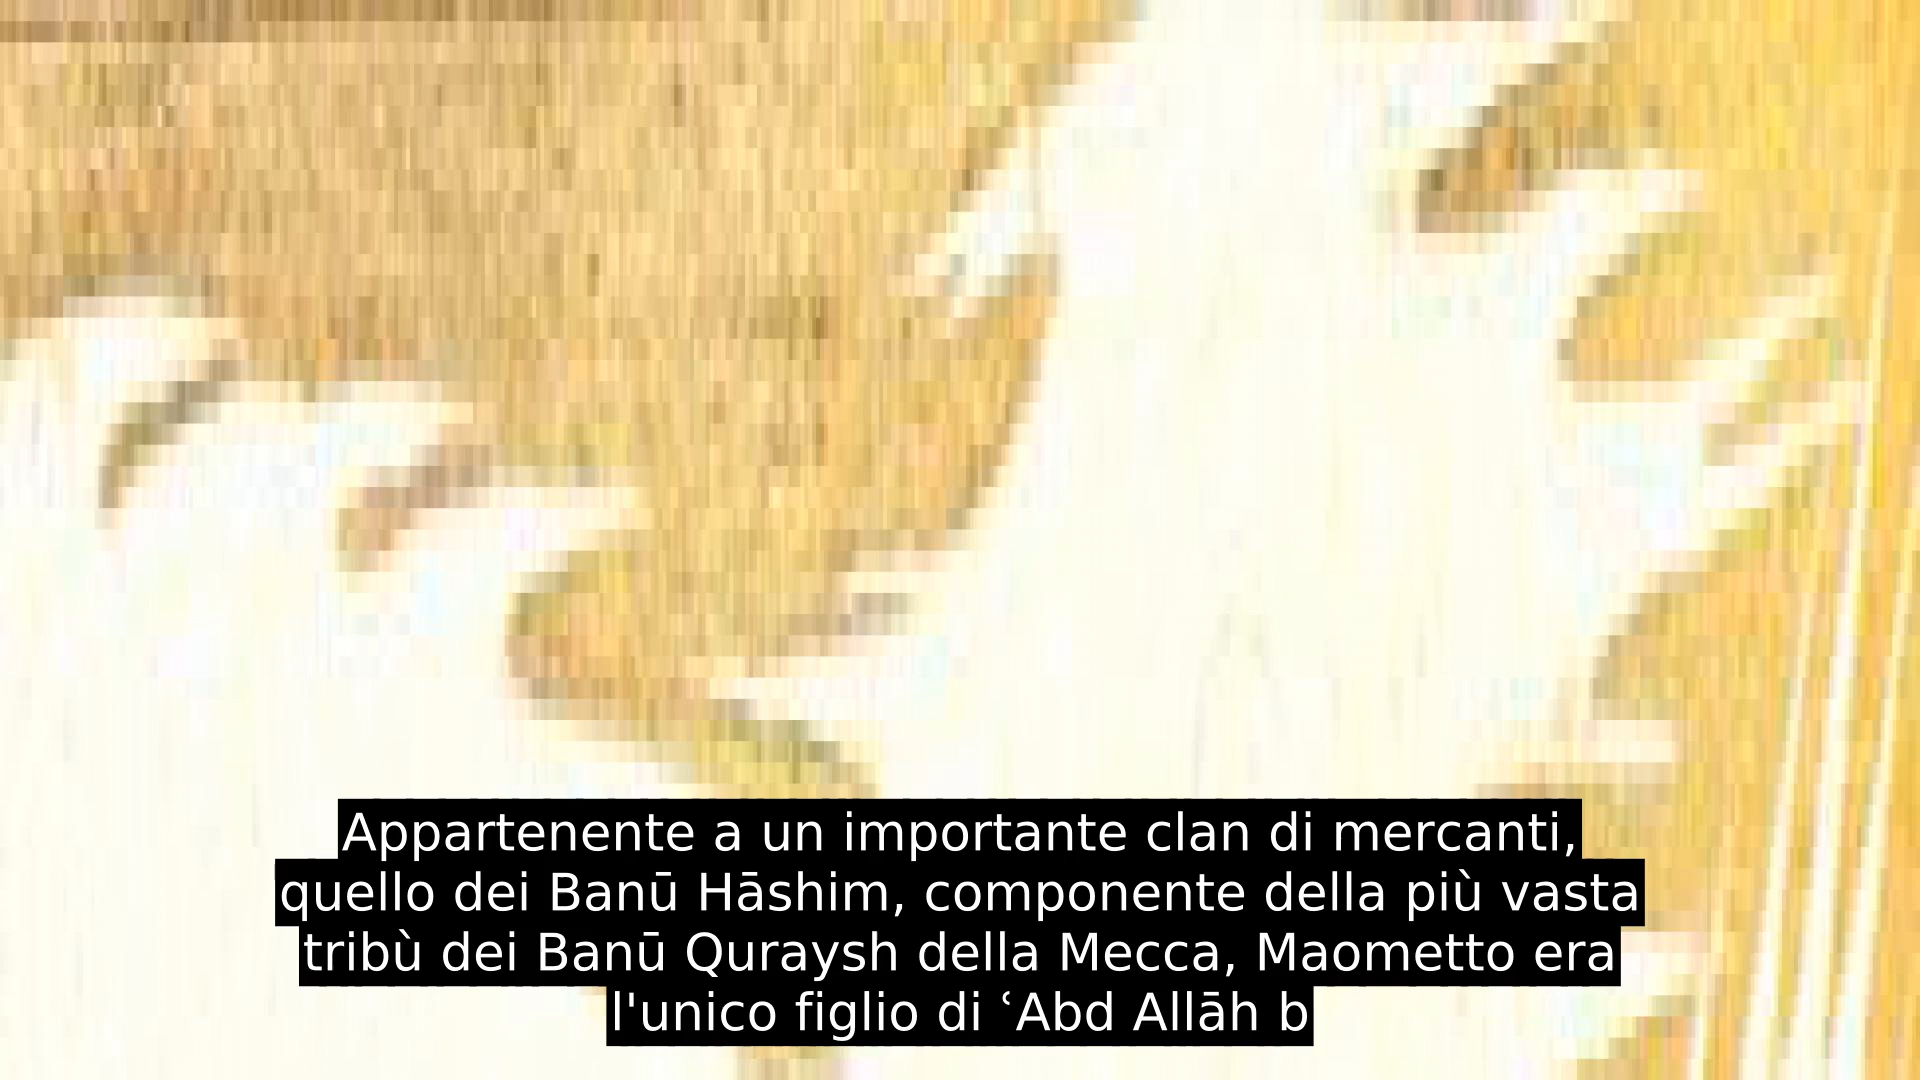 Appartenente a un importante clan di mercanti,
quello dei Banū Hāshim, componente della più vasta
tribù dei Banū Quraysh della Mecca, Maometto era
l'unico figlio di ʿAbd Allāh b